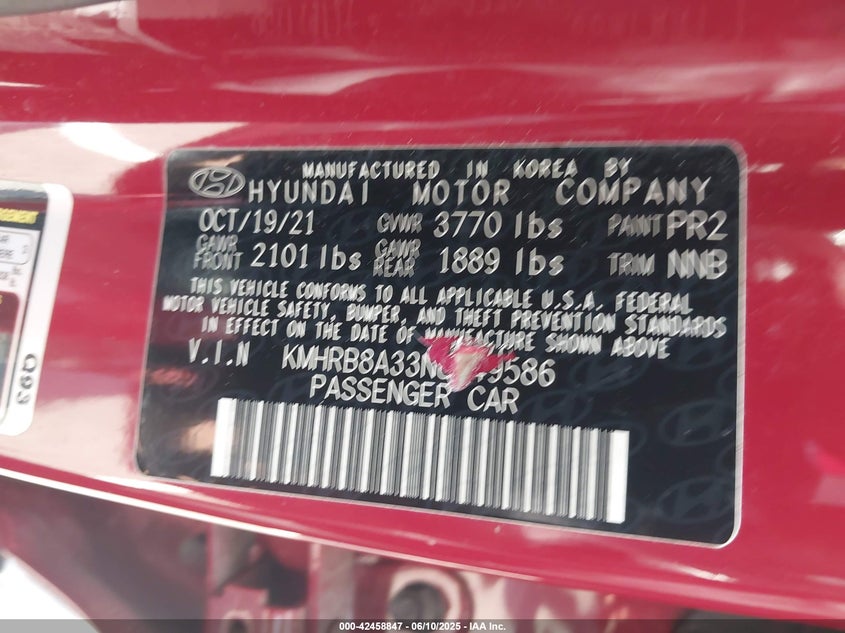 MANUFACTURED IN KOREA BY
HYUNDAI MOTOR COMPANY
OCT/19/21 GVWR 3770 lbs PAINT PR2
GAWR FRONT 2101 lbs GAWR REAR 1889 lbs TRIM NNB
THIS VEHICLE CONFORMS TO ALL APPLICABLE U.S.A. FEDERAL
MOTOR VEHICLE SAFETY, BUMPER, AND THEFT PREVENTION STANDARDS
IN EFFECT ON THE DATE OF MANUFACTURE SHOWN ABOVE
V.I.N KMHRB8A33N 9586
PASSENGER CAR
Q93
000-42458847 - 06/10/2025 - IAA Inc.